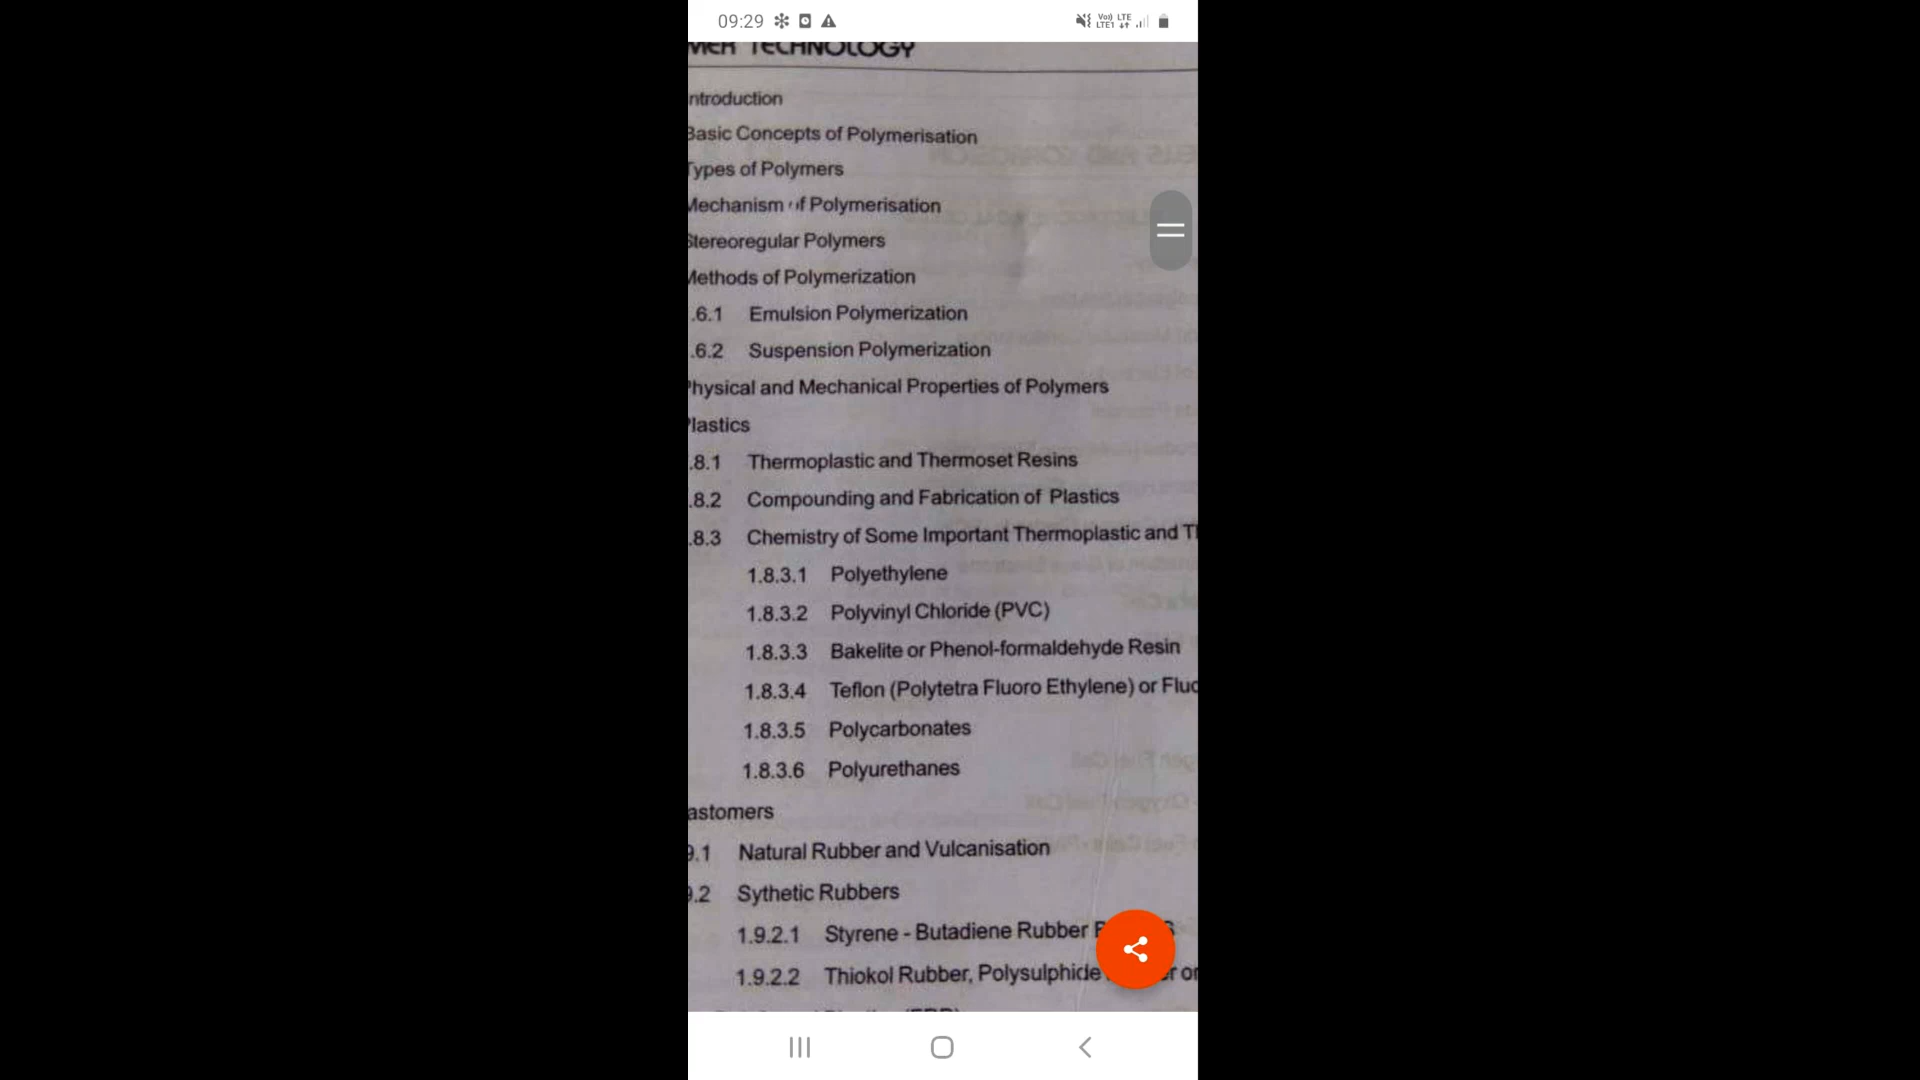 09:29
Vo) LTE
LTE1
MER TECHNOLOGY
ntroduction
Basic Concepts of Polymerisation
Types of Polymers
Mechanism of Polymerisation
Stereoregular Polymers
Methods of Polymerization
.6.1 Emulsion Polymerization
.6.2 Suspension Polymerization
Physical and Mechanical Properties of Polymers
Plastics
.8.1 Thermoplastic and Thermoset Resins
.8.2 Compounding and Fabrication of Plastics
.8.3 Chemistry of Some Important Thermoplastic and
1.8.3.1 Polyethylene
1.8.3.2 Polyvinyl Chloride (PVC)
1.8.3.3 Bakelite or Phenol-formaldehyde Resin
1.8.3.4 Teflon (Polytetra Fluoro Ethylene) or Fluo
1.8.3.5 Polycarbonates
1.8.3.6 Polyurethanes
astomers
9.1 Natural Rubber and Vulcanisation
9.2 Sythetic Rubbers
1.9.2.1 Styrene - Butadiene Rubber
1.9.2.2 Thiokol Rubber, Polysulphide or